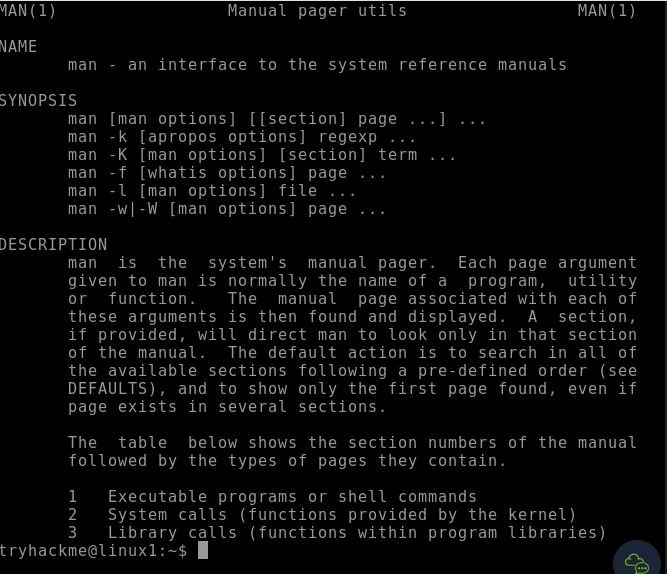 MAN(1)                 Manual pager utils                 MAN(1)
NAME
man - an interface to the system reference manuals
SYNOPSIS
man [man options] [[section] page ...] ...
man -k [apropos options] regexp ...
man -K [man options] [section] term ...
man -f [whatis options] page ...
man -l [man options] file ...
man -w|-W [man options] page ...
DESCRIPTION
man  is  the  system's  manual pager.  Each page argument
given to man is normally the name of a  program,  utility
or  function.   The  manual  page associated with each of
these arguments is then found and displayed.  A  section,
if provided, will direct man to look only in that section
of the manual.  The default action is to search in all of
the available sections following a pre-defined order (see
DEFAULTS), and to show only the first page found, even if
page exists in several sections.
The  table  below shows the section numbers of the manual
followed by the types of pages they contain.
1   Executable programs or shell commands
2   System calls (functions provided by the kernel)
3   Library calls (functions within program libraries)
tryhackme@linux1:~$